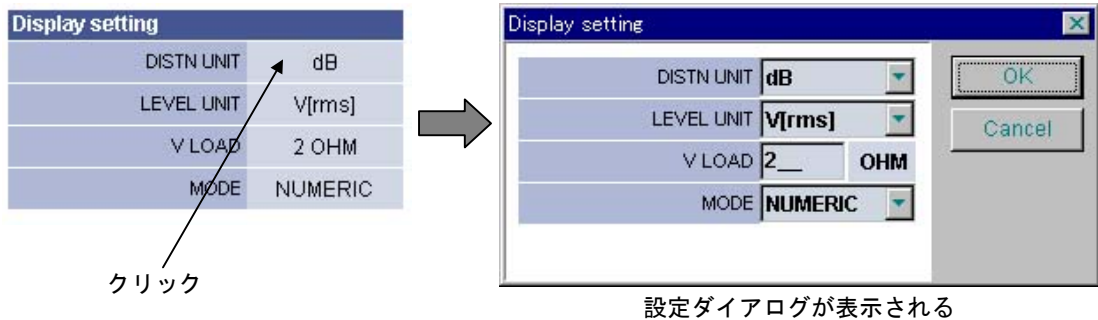 Display setting
DISTN UNIT dB
LEVEL UNIT V[rms]
V LOAD 2 OHM
MODE NUMERIC
クリック
Display setting
DISTN UNIT dB
LEVEL UNIT V[rms]
V LOAD 2__ OHM
MODE NUMERIC
OK
Cancel
設定ダイアログが表示される